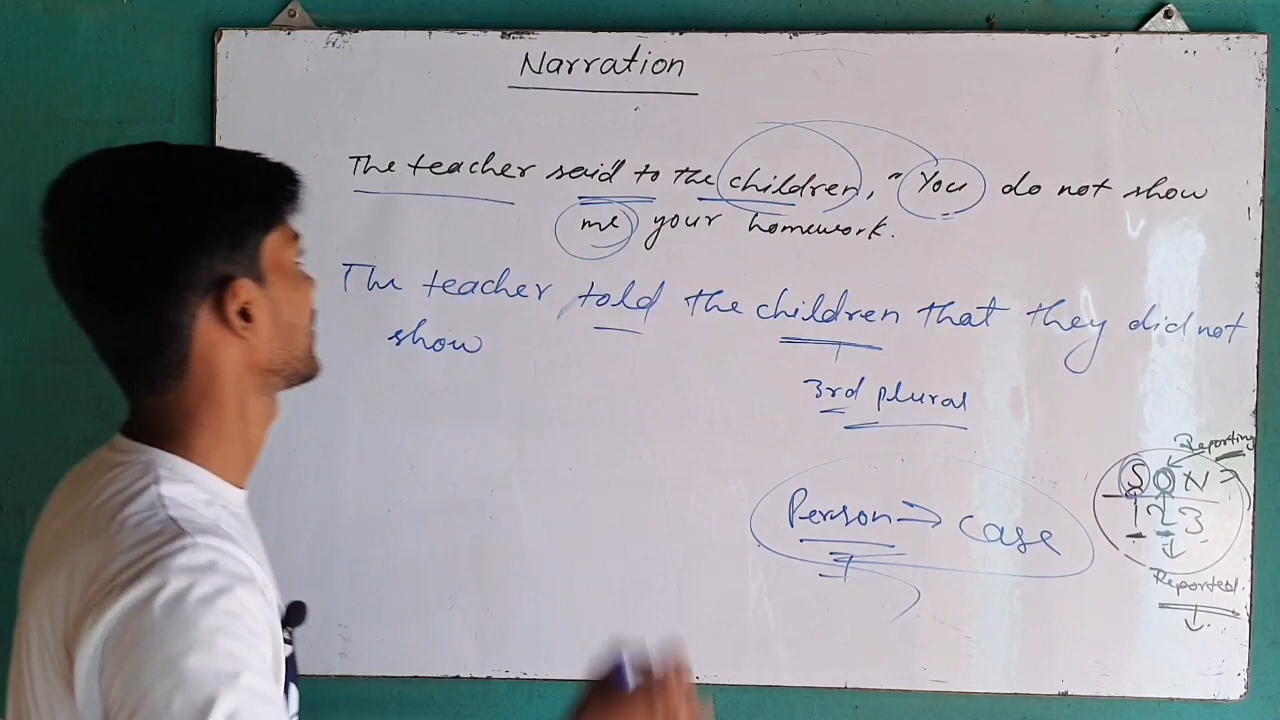 Narration
The teacher said to the children, "You do not show
me your homework.
The teacher told the children that they did not
show
3rd plural
Reporting
S O N
1 2 3
Person → Case
Reported.